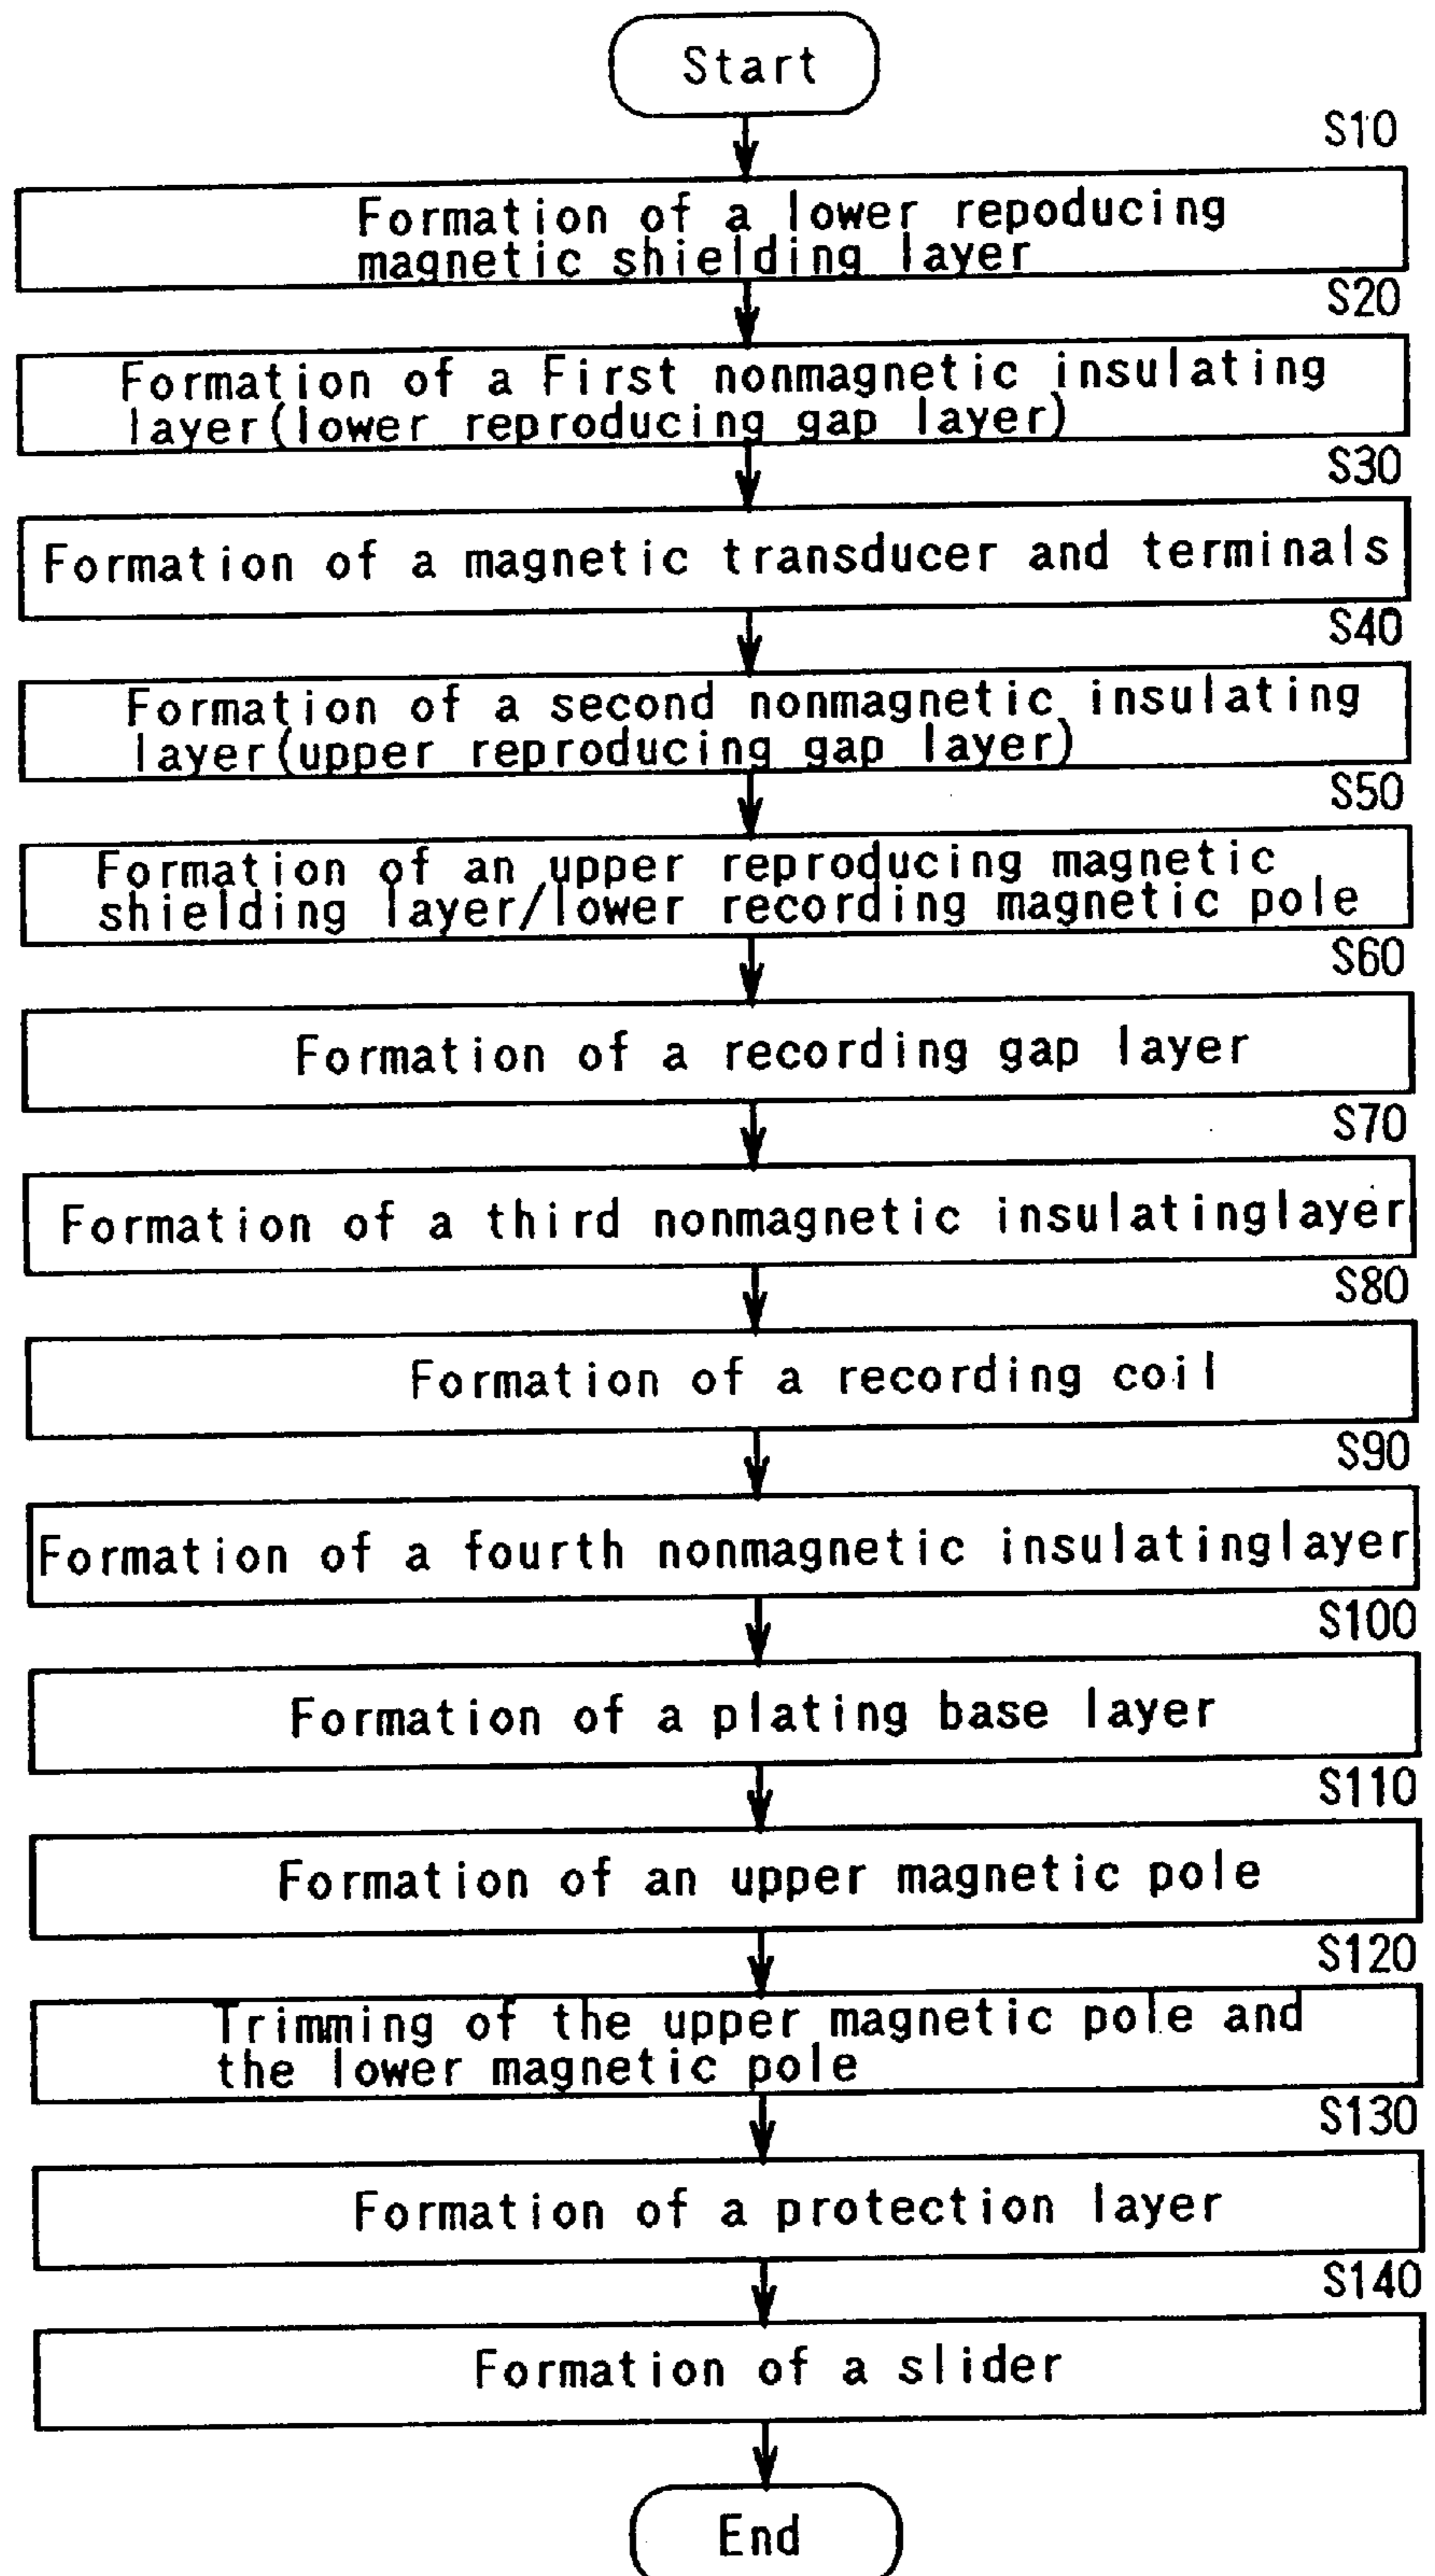 Start
S10
Formation of a lower repoducing
magnetic shielding layer
S20
Formation of a First nonmagnetic insulating
layer(lower reproducing gap layer)
S30
Formation of a magnetic transducer and terminals
S40
Formation of a second nonmagnetic insulating
layer(upper reproducing gap layer)
S50
Formation of an upper reproducing magnetic
shielding layer/lower recording magnetic pole
S60
Formation of a recording gap layer
S70
Formation of a third nonmagnetic insulatinglayer
S80
Formation of a recording coil
S90
Formation of a fourth nonmagnetic insulatinglayer
S100
Formation of a plating base layer
S110
Formation of an upper magnetic pole
S120
Trimming of the upper magnetic pole and
the lower magnetic pole
S130
Formation of a protection layer
S140
Formation of a slider
End